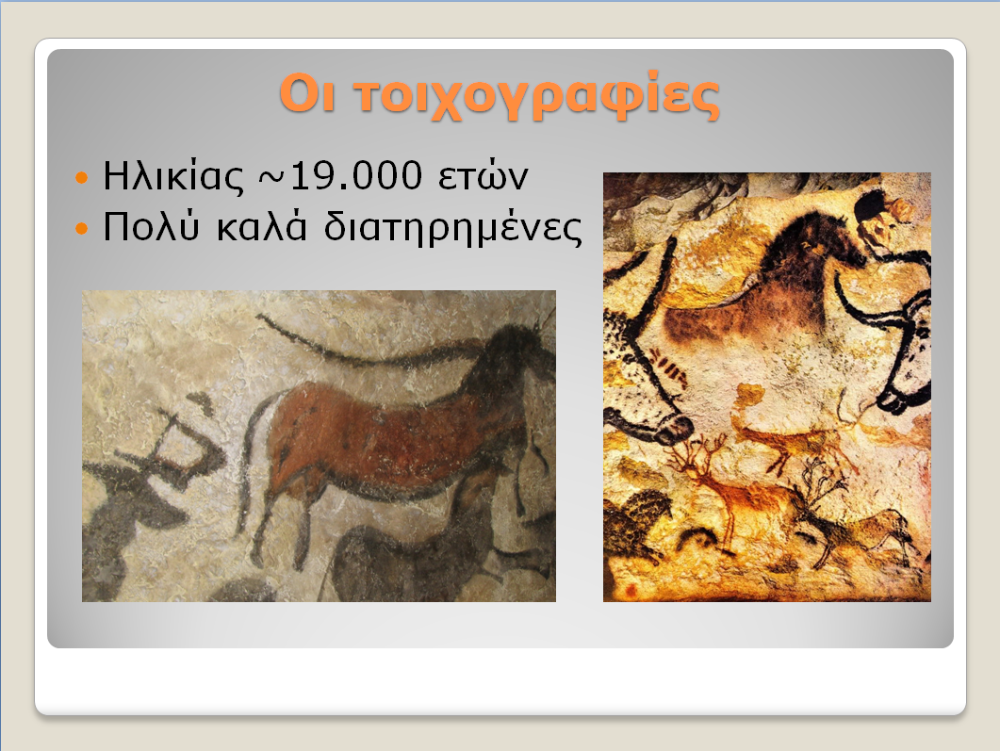 Οι τοιχογραφίες
• Ηλικίας ~19.000 ετών
• Πολύ καλά διατηρημένες